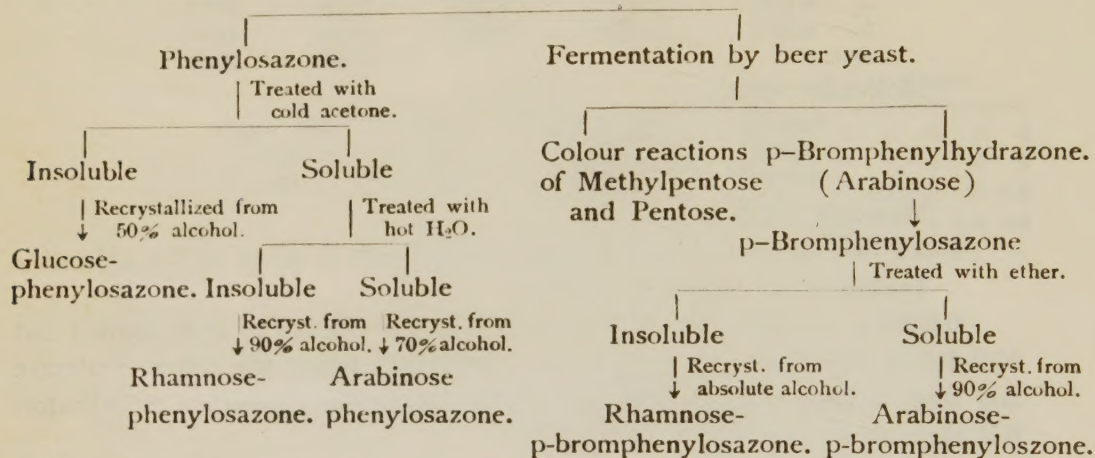 Phenylosazone.
Treated with
cold acetone.
Insoluble
Soluble
Recrystallized from
50% alcohol.
Treated with
hot H₂O.
Glucose-
phenylosazone.
Insoluble
Soluble
Recryst. from
90% alcohol.
Recryst. from
70% alcohol.
Rhamnose-
phenylosazone.
Arabinose
phenylosazone.
Fermentation by beer yeast.
Colour reactions
of Methylpentose
and Pentose.
p-Bromphenylhydrazone.
(Arabinose)
p-Bromphenylosazone
Treated with ether.
Insoluble
Soluble
Recryst. from
absolute alcohol.
Recryst. from
90% alcohol.
Rhamnose-
p-bromphenylosazone.
Arabinose-
p-bromphenyloszone.